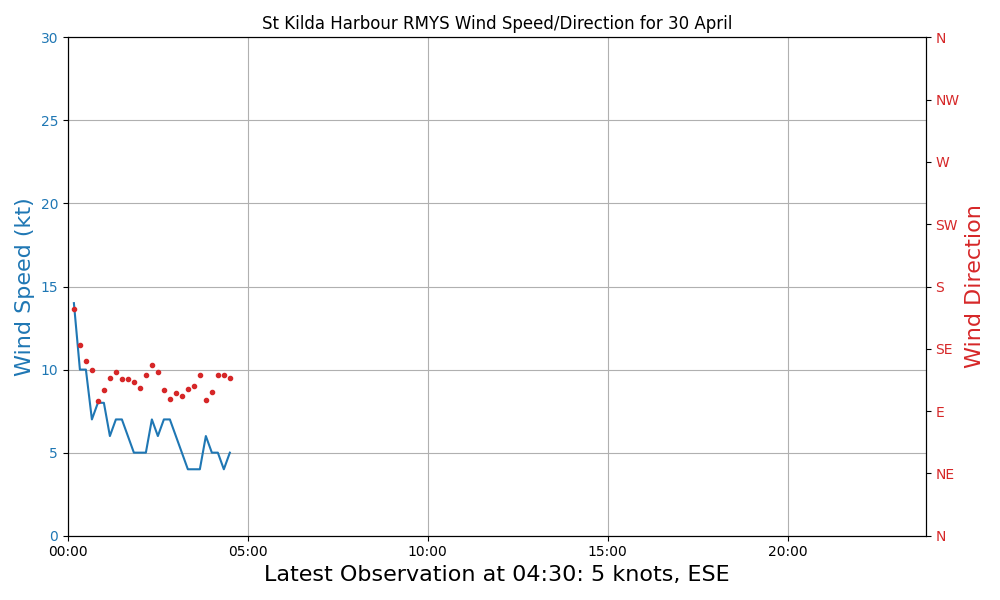 St Kilda Harbour RMYS Wind Speed/Direction for 30 April
30
25
20
15
10
5
0
Wind Speed (kt)
N
NW
W
SW
S
SE
E
NE
N
Wind Direction
00:00
05:00
10:00
15:00
20:00
Latest Observation at 04:30: 5 knots, ESE